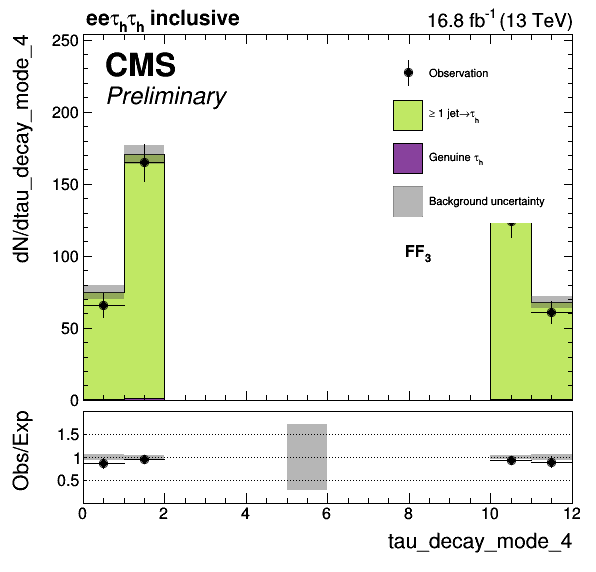 eeτhτh inclusive 16.8 fb-1 (13 TeV)
dN/dtau_decay_mode_4
250
200
150
100
50
0
CMS
Preliminary
Observation
≥ 1 jet→τh
Genuine τh
Background uncertainty
FF3
Obs/Exp
1.5
1
0.5
0 2 4 6 8 10 12
tau_decay_mode_4